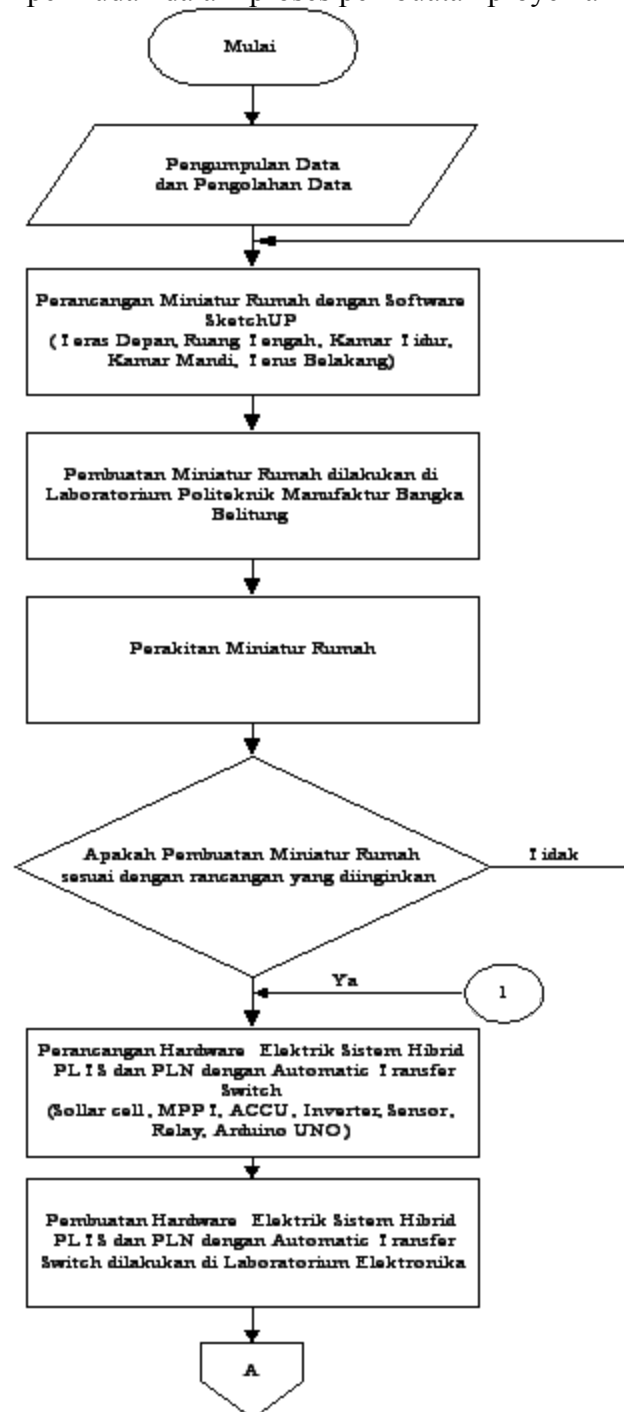 dalam proses pembuatan
Mulai
Pengumpulan Data
dan Pengolahan Data
Perancangan Miniatur Rumah dengan Software
SketchUP
(Teras Depan, Ruang Tengah, Kamar Tidur,
Kamar Mandi, Terus Belakang)
Pembuatan Miniatur Rumah dilakukan di
Laboratorium Politeknik Manufaktur Bangka
Belitung
Perakitan Miniatur Rumah
Apakah Pembuatan Miniatur Rumah
sesuai dengan rancangan yang diinginkan
Tidak
Ya
1
Perancangan Hardware Elektrik Sistem Hibrid
PLTS dan PLN dengan Automatic Transfer
Switch
(Sollar cell, MPPT, ACCU, Inverter, Sensor,
Relay, Arduino UNO)
Pembuatan Hardware Elektrik Sistem Hibrid
PLTS dan PLN dengan Automatic Transfer
Switch dilakukan di Laboratorium Elektronika
A